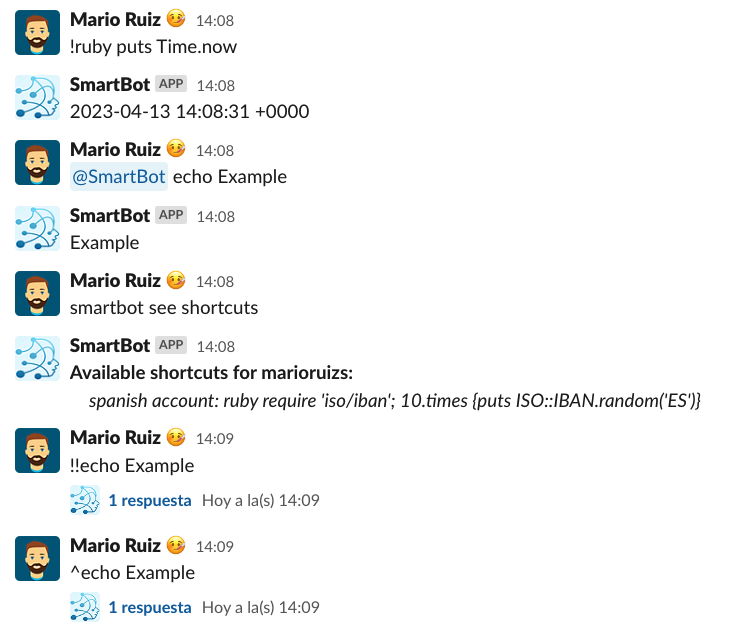 Mario Ruiz 14:08
!ruby puts Time.now
SmartBot APP 14:08
2023-04-13 14:08:31 +0000
Mario Ruiz 14:08
@SmartBot echo Example
SmartBot APP 14:08
Example
Mario Ruiz 14:08
smartbot see shortcuts
SmartBot APP 14:08
Available shortcuts for marioruizs:
spanish account: ruby require 'iso/iban'; 10.times {puts ISO::IBAN.random('ES')}
Mario Ruiz 14:09
!!echo Example
1 respuesta Hoy a la(s) 14:09
Mario Ruiz 14:09
^echo Example
1 respuesta Hoy a la(s) 14:09